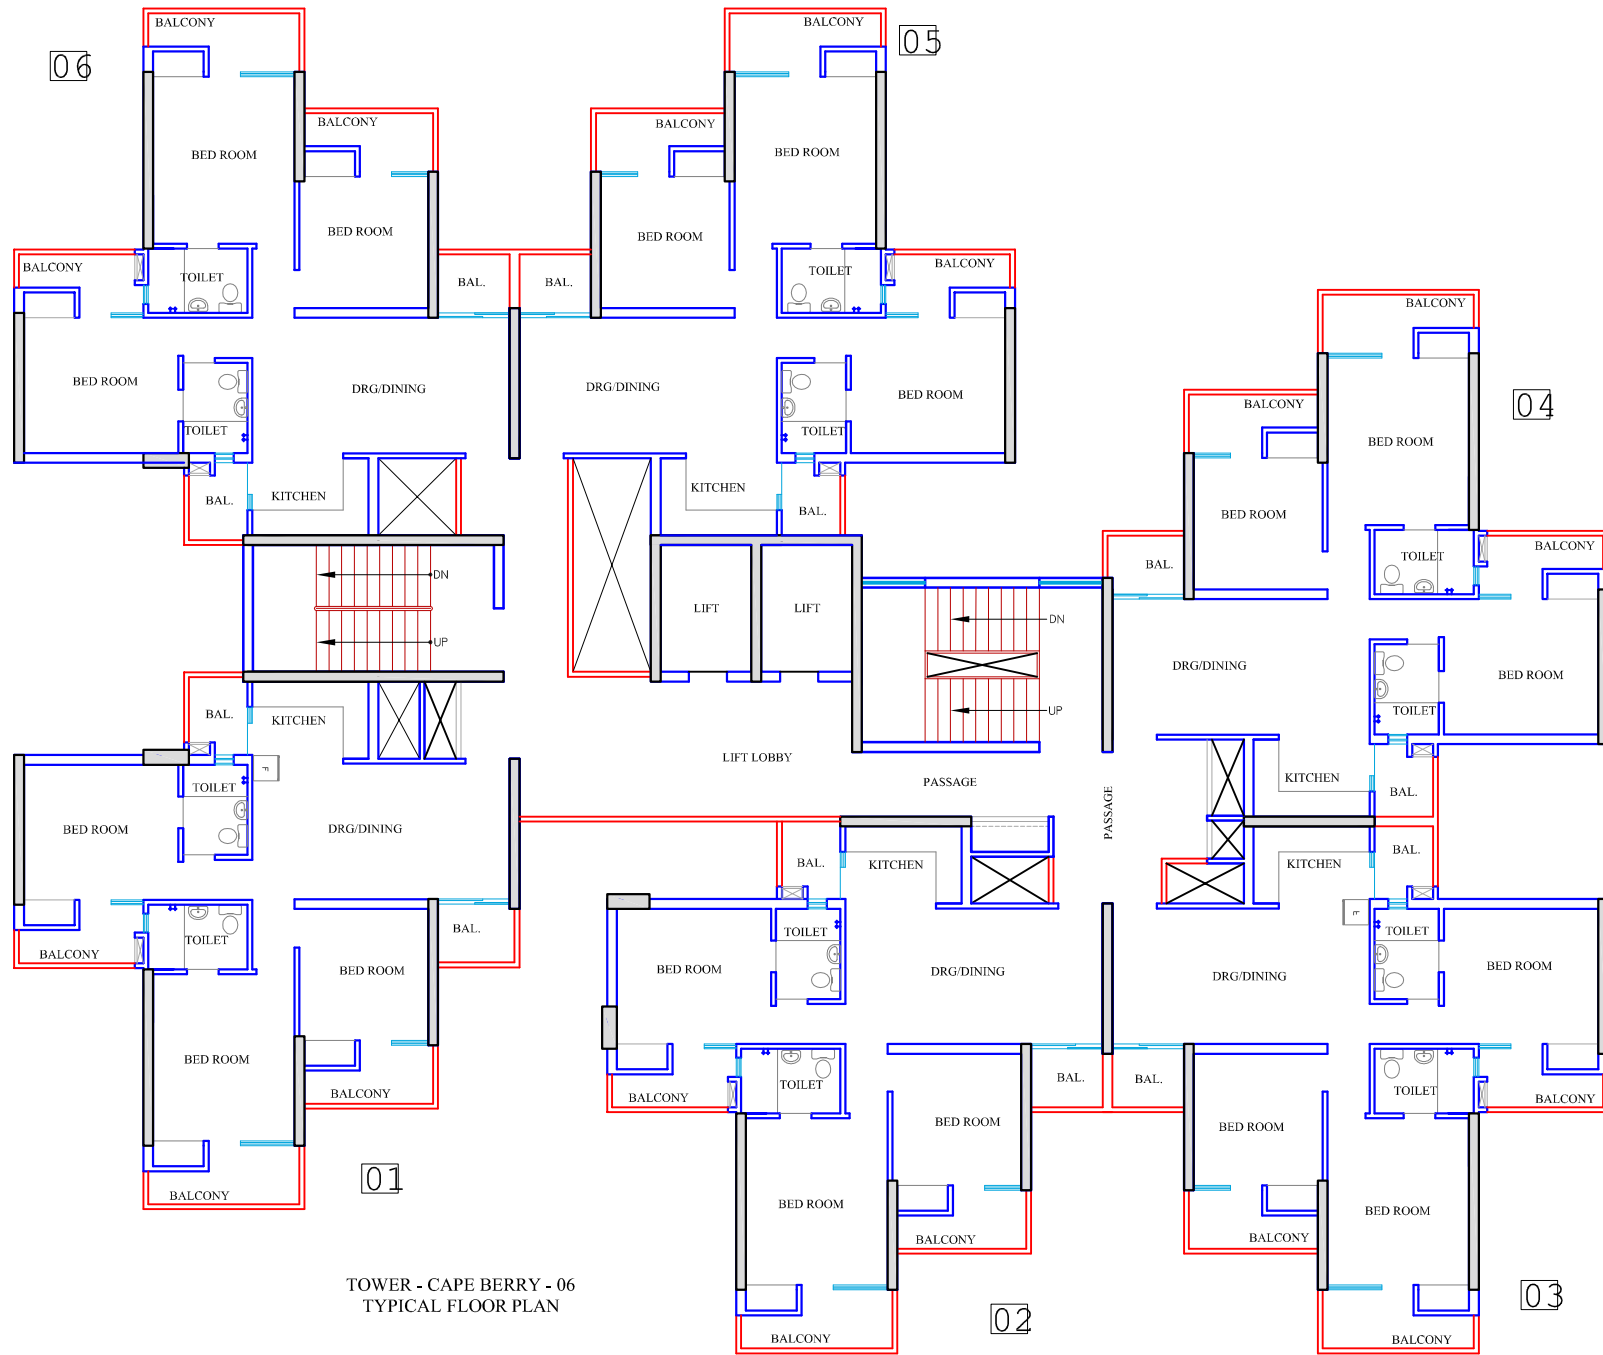 BALCONY
BALCONY
05
06
BALCONY
BALCONY
BED ROOM
BED ROOM
BED ROOM
BED ROOM
BALCONY
TOILET
BAL.
BAL.
TOILET
BALCONY
BALCONY
BED ROOM
DRG/DINING
DRG/DINING
BED ROOM
BALCONY
04
TOILET
TOILET
BED ROOM
BAL.
KITCHEN
KITCHEN
BAL.
BED ROOM
BALCONY
TOILET
BAL.
DN
LIFT
LIFT
DN
UP
DRG/DINING
BED ROOM
BAL.
KITCHEN
UP
TOILET
LIFT LOBBY
PASSAGE
PASSAGE
KITCHEN
BAL.
TOILET
F
BED ROOM
DRG/DINING
BAL.
KITCHEN
KITCHEN
BAL.
BALCONY
TOILET
BAL.
TOILET
F
TOILET
BED ROOM
BED ROOM
DRG/DINING
DRG/DINING
BED ROOM
BED ROOM
BALCONY
BALCONY
TOILET
BAL.
BAL.
TOILET
BALCONY
BED ROOM
BED ROOM
01
BALCONY
BED ROOM
BED ROOM
BALCONY
BALCONY
TOWER - CAPE BERRY - 06
TYPICAL FLOOR PLAN
02
03
BALCONY
BALCONY